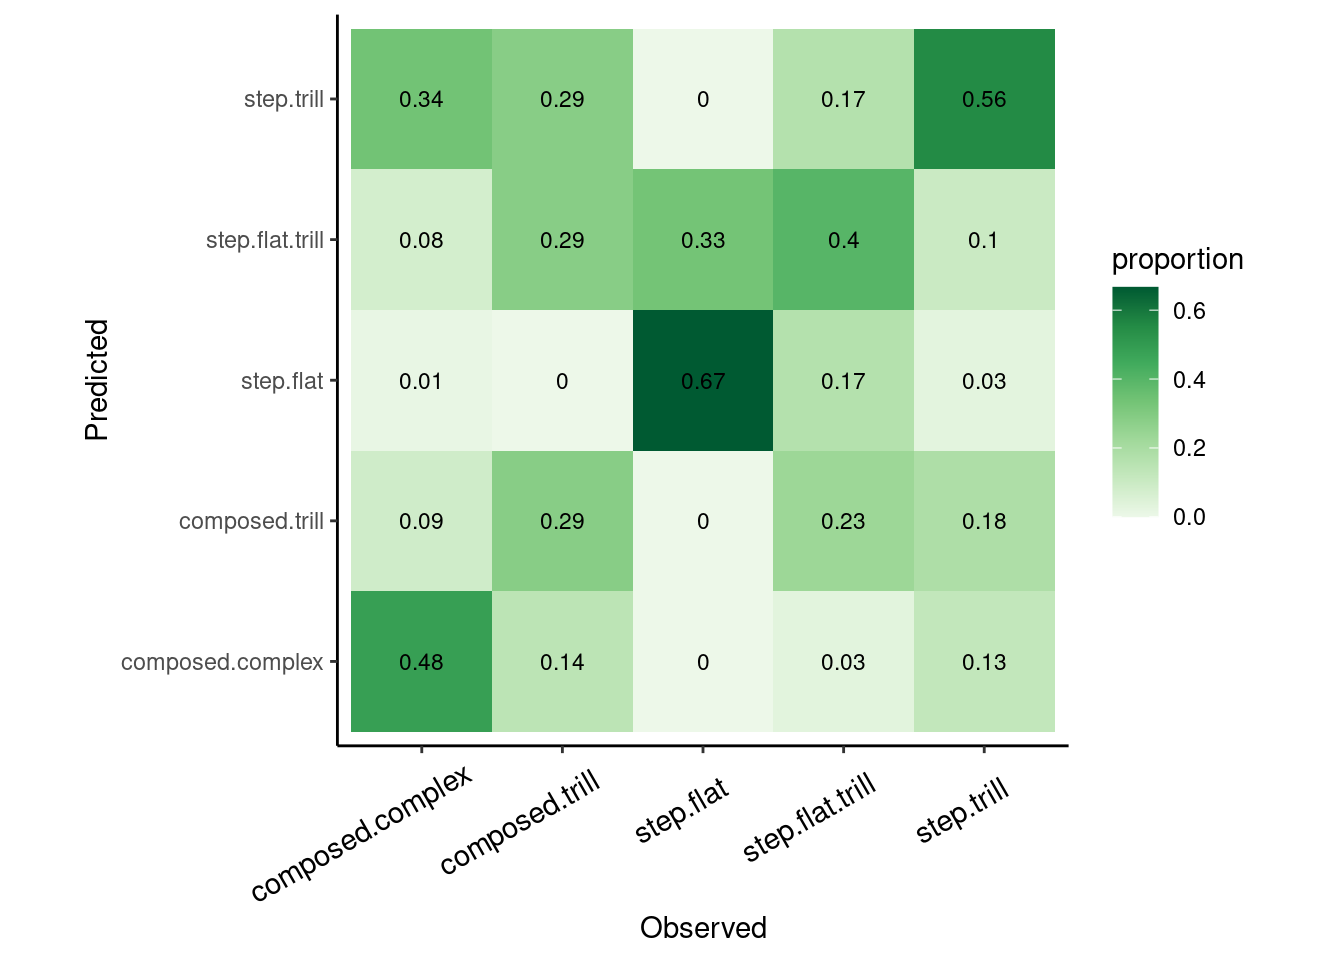 step.trill 0.34 0.29 0 0.17 0.56
step.flat.trill 0.08 0.29 0.33 0.4 0.1
step.flat 0.01 0 0.67 0.17 0.03
composed.trill 0.09 0.29 0 0.23 0.18
composed.complex 0.48 0.14 0 0.03 0.13
Predicted
composed.complex composed.trill step.flat step.flat.trill step.trill
Observed
proportion
0.6
0.4
0.2
0.0